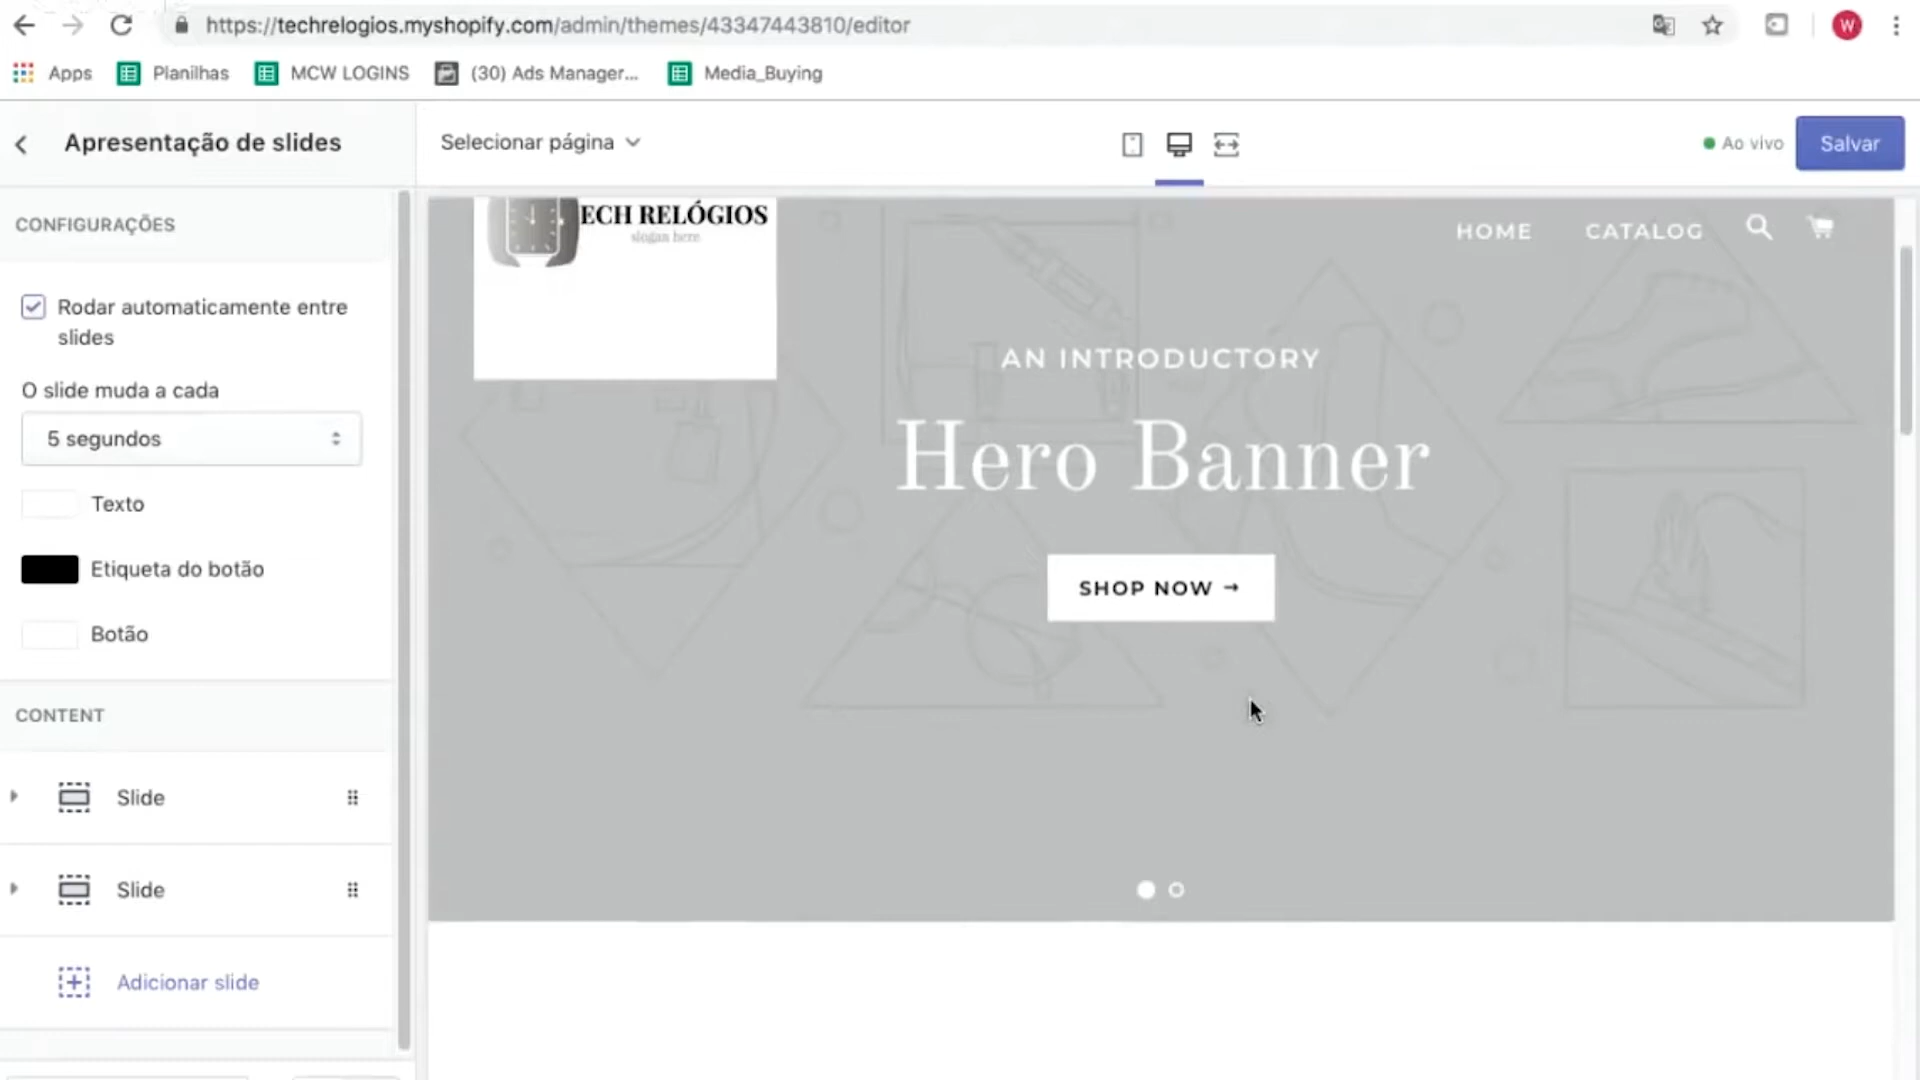 https://techrelogios.myshopify.com/admin/themes/43347443810/editor
W
Apps
Planilhas
MCW LOGINS
(30) Ads Manager...
Media_Buying
Apresentação de slides
Selecionar página
Ao vivo
Salvar
CONFIGURAÇÕES
Rodar automaticamente entre
slides
O slide muda a cada
5 segundos
Texto
Etiqueta do botão
Botão
CONTENT
Slide
Slide
Adicionar slide
ECH RELÓGIOS
slogan here
HOME
CATALOG
AN INTRODUCTORY
Hero Banner
SHOP NOW →